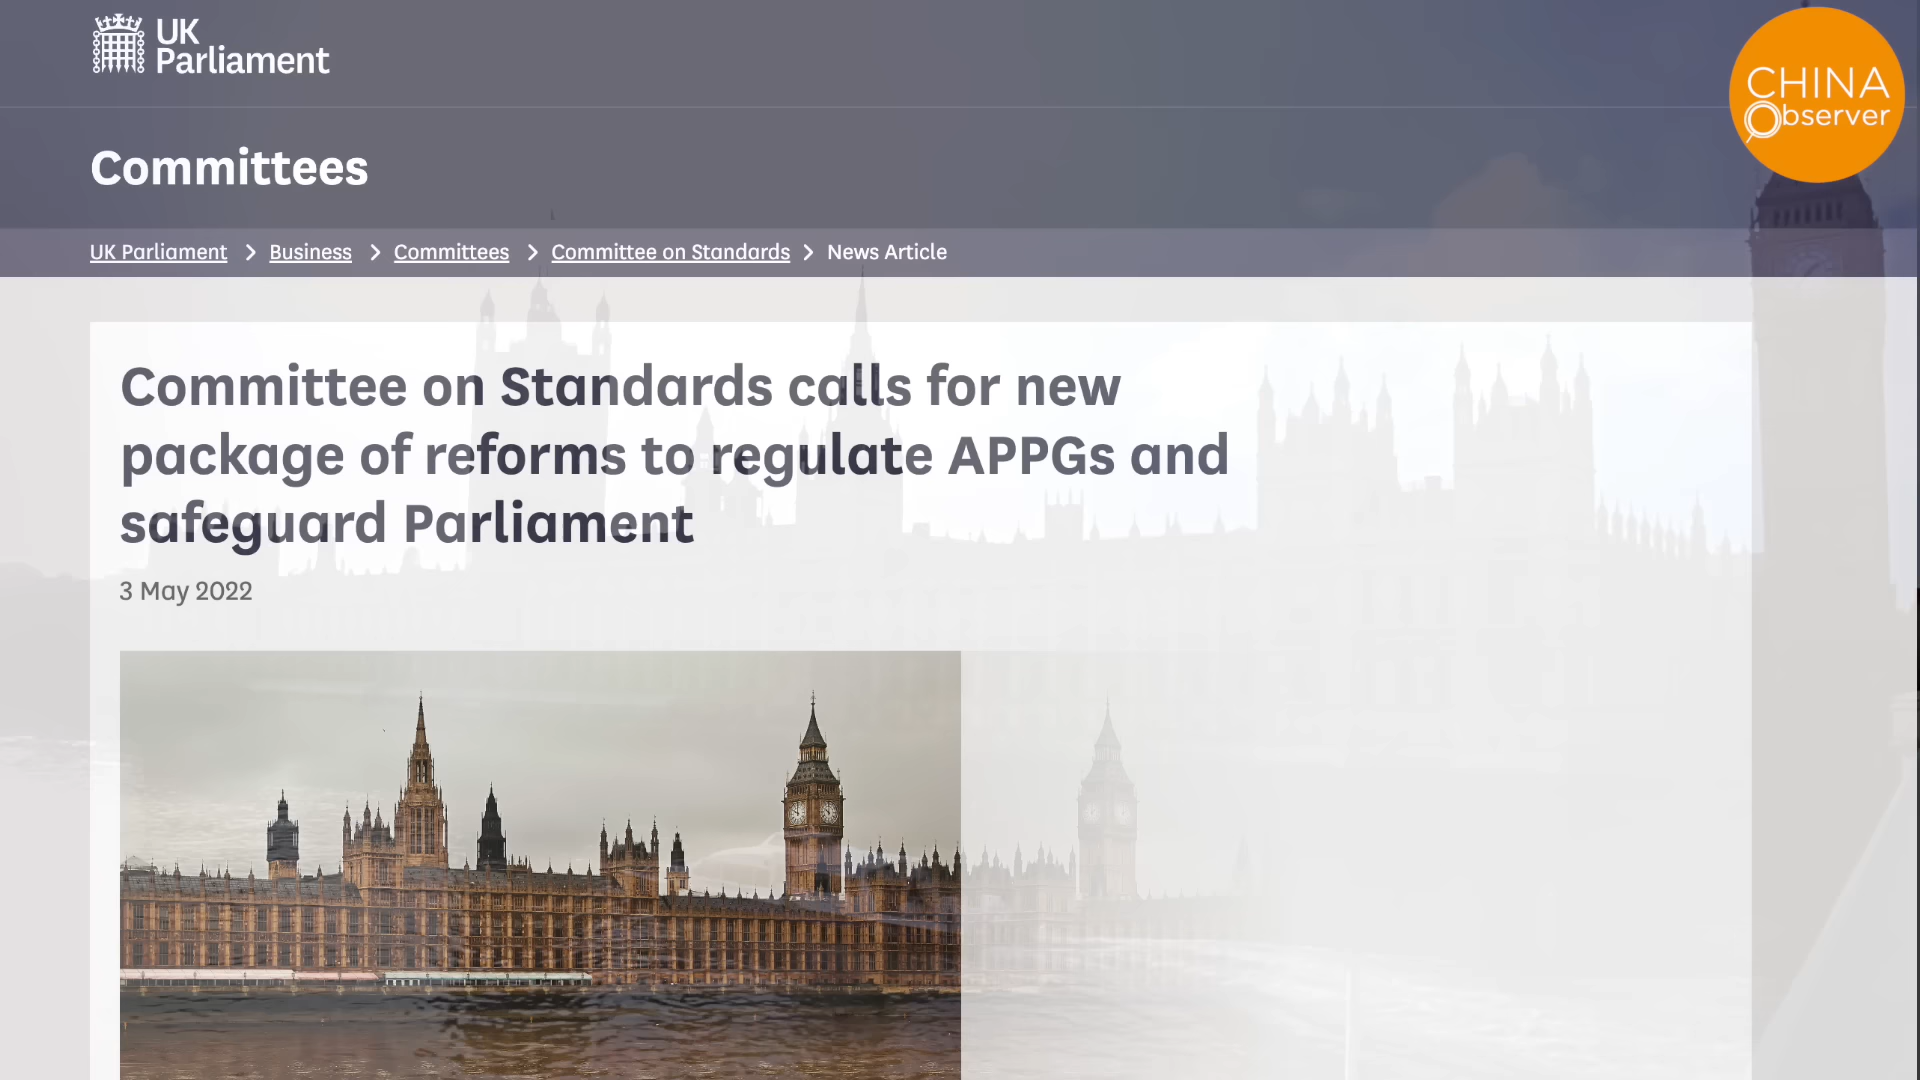 UK
Parliament
CHINA
Observer
Committees
UK Parliament > Business > Committees > Committee on Standards > News Article
Committee on Standards calls for new
package of reforms to regulate APPGs and
safeguard Parliament
3 May 2022